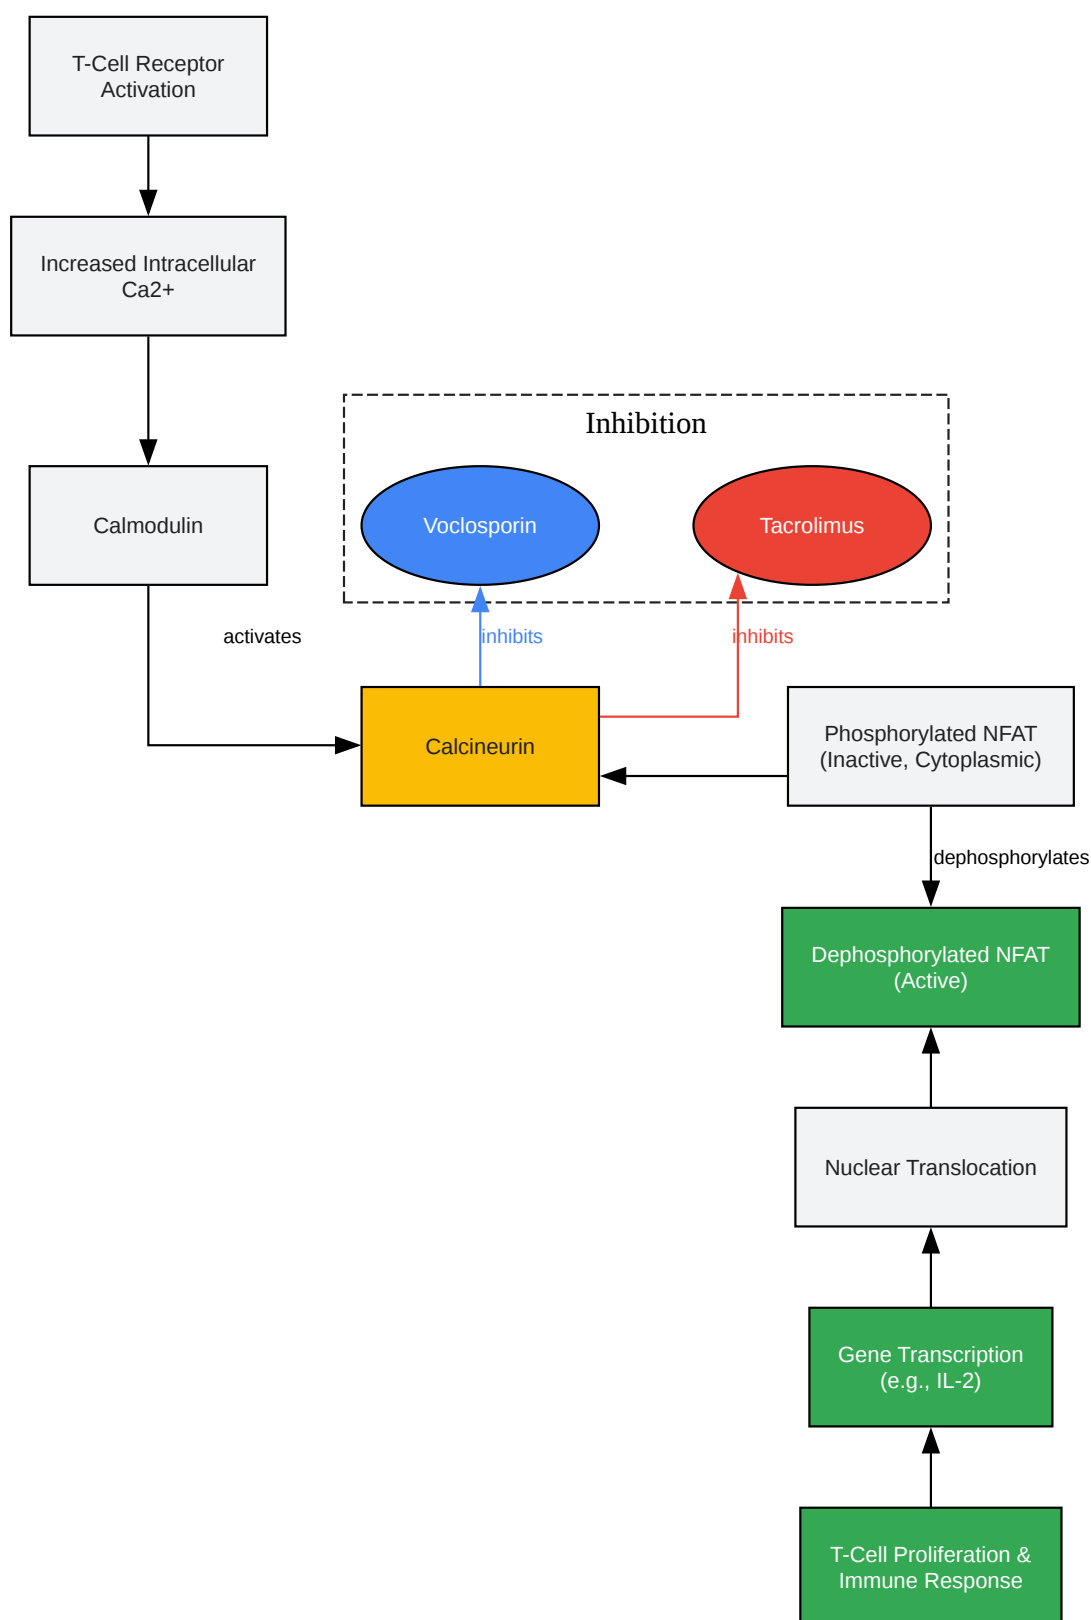 T-Cell Receptor
Activation
Increased Intracellular
Ca2+
Inhibition
Calmodulin
Voclosporin
Tacrolimus
activates
inhibits
inhibits
Calcineurin
Phosphorylated NFAT
(Inactive, Cytoplasmic)
dephosphorylates
Dephosphorylated NFAT
(Active)
Nuclear Translocation
Gene Transcription
(e.g., IL-2)
T-Cell Proliferation &
Immune Response